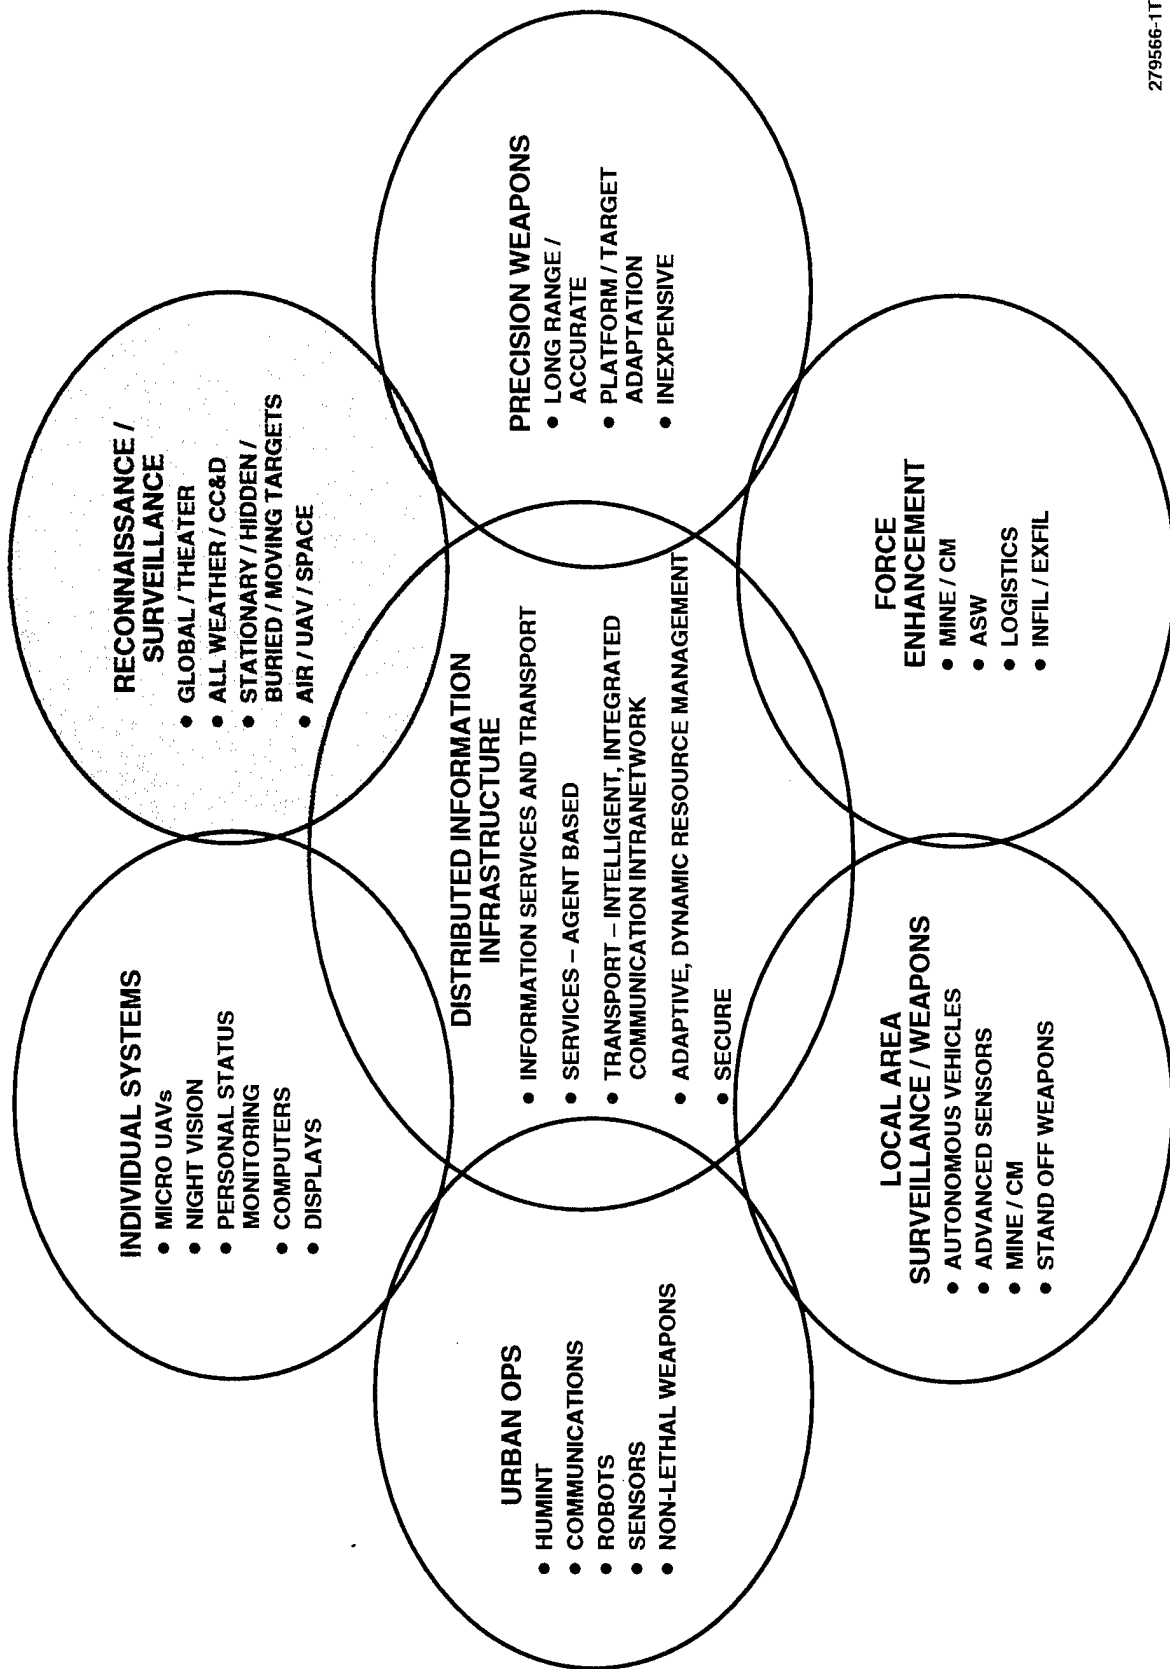 INDIVIDUAL SYSTEMS
● MICRO UAVs
● NIGHT VISION
● PERSONAL STATUS
MONITORING
● COMPUTERS
● DISPLAYS
RECONNAISSANCE /
SURVEILLANCE
● GLOBAL / THEATER
● ALL WEATHER / CC&D
● STATIONARY / HIDDEN /
BURIED / MOVING TARGETS
● AIR / UAV / SPACE
URBAN OPS
● HUMINT
● COMMUNICATIONS
● ROBOTS
● SENSORS
● NON-LETHAL WEAPONS
DISTRIBUTED INFORMATION
INFRASTRUCTURE
● INFORMATION SERVICES AND TRANSPORT
● SERVICES – AGENT BASED
● TRANSPORT – INTELLIGENT, INTEGRATED
COMMUNICATION INTRANETWORK
● ADAPTIVE, DYNAMIC RESOURCE MANAGEMENT
● SECURE
PRECISION WEAPONS
● LONG RANGE /
ACCURATE
● PLATFORM / TARGET
ADAPTATION
● INEXPENSIVE
LOCAL AREA
SURVEILLANCE / WEAPONS
● AUTONOMOUS VEHICLES
● ADVANCED SENSORS
● MINE / CM
● STAND OFF WEAPONS
FORCE
ENHANCEMENT
● MINE / CM
● ASW
● LOGISTICS
● INFIL / EXFIL
279566-1T